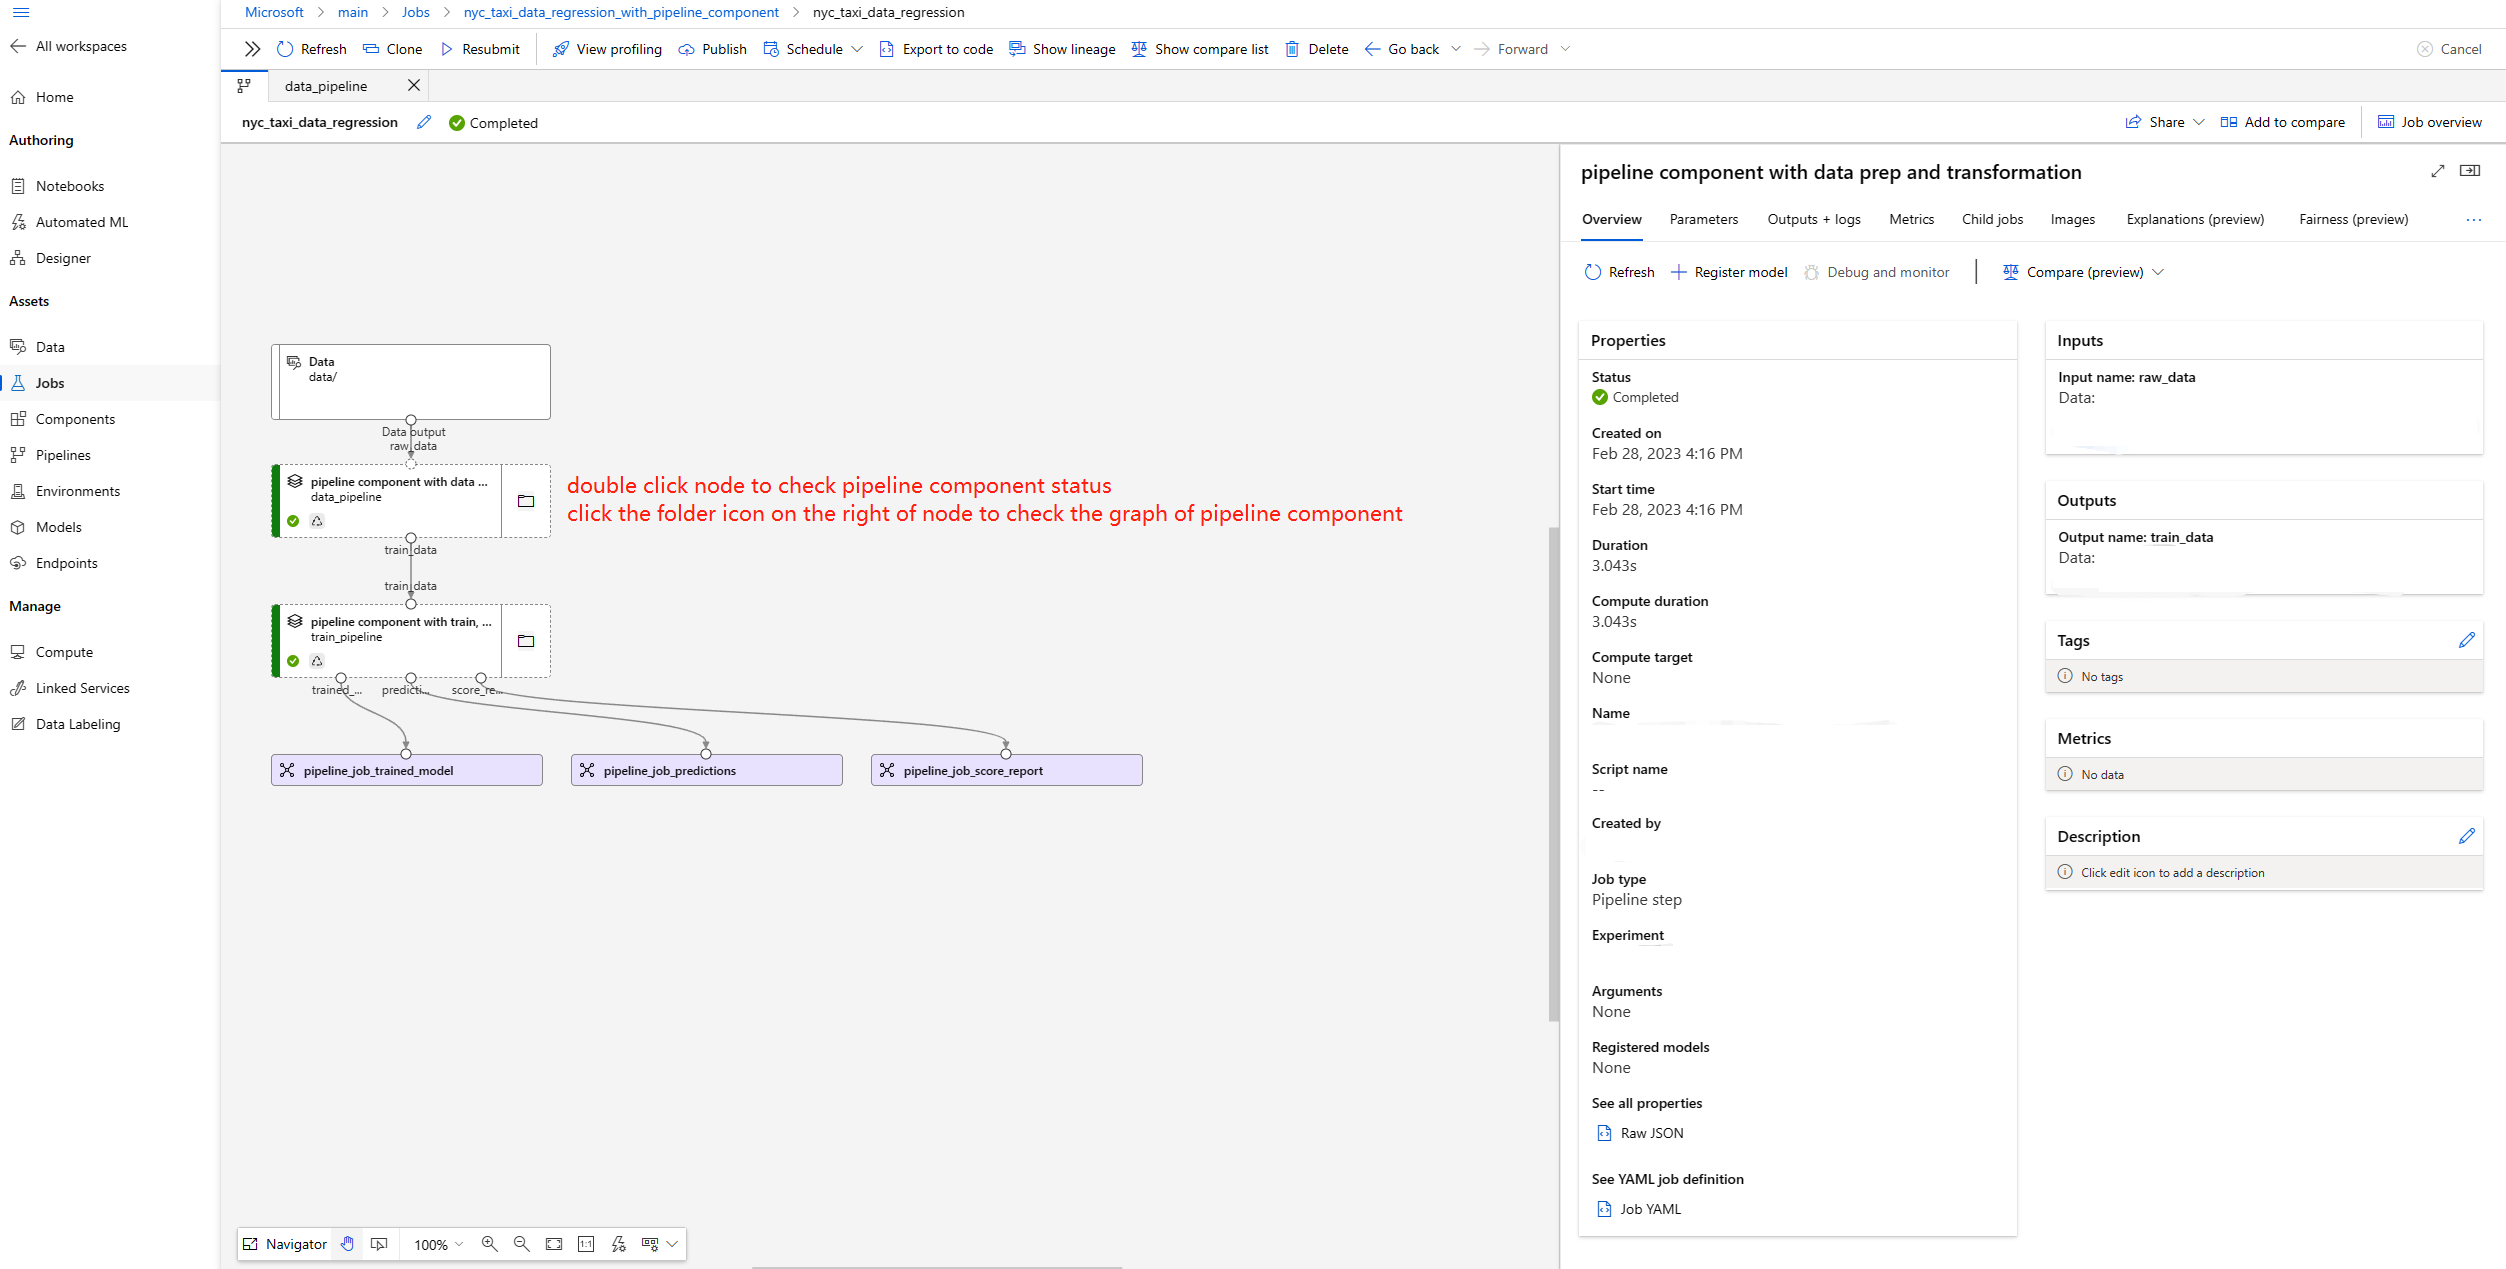 Microsoft > main > Jobs > nyc_taxi_data_regression_with_pipeline_component > nyc_taxi_data_regression
All workspaces
Home
Authoring
Notebooks
Automated ML
Designer
Assets
Data
Jobs
Components
Pipelines
Environments
Models
Endpoints
Manage
Compute
Linked Services
Data Labeling
Refresh Clone Resubmit View profiling Publish Schedule Export to code Show lineage Show compare list Delete Go back Forward Cancel
data_pipeline
nyc_taxi_data_regression Completed Share Add to compare Job overview
Data
data/
Data output
raw_data
pipeline component with data ...
data_pipeline
double click node to check pipeline component status
click the folder icon on the right of node to check the graph of pipeline component
train_data
train_data
pipeline component with train, ...
train_pipeline
trained_... predicti... score_re...
pipeline_job_trained_model pipeline_job_predictions pipeline_job_score_report
Navigator 100% 1:1
pipeline component with data prep and transformation
Overview Parameters Outputs + logs Metrics Child jobs Images Explanations (preview) Fairness (preview) ...
Refresh Register model Debug and monitor Compare (preview)
Properties
Status
Completed
Created on
Feb 28, 2023 4:16 PM
Start time
Feb 28, 2023 4:16 PM
Duration
3.043s
Compute duration
3.043s
Compute target
None
Name
Script name
--
Created by
Job type
Pipeline step
Experiment
Arguments
None
Registered models
None
See all properties
Raw JSON
See YAML job definition
Job YAML
Inputs
Input name: raw_data
Data:
Outputs
Output name: train_data
Data:
Tags
No tags
Metrics
No data
Description
Click edit icon to add a description